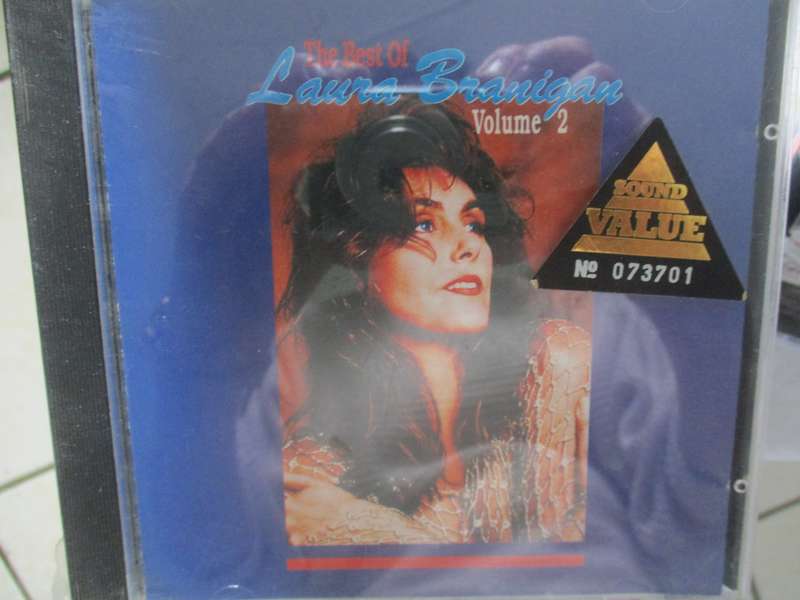 The Best Of
Laura Branigan
Volume 2
SOUND
VALUE
№ 073701